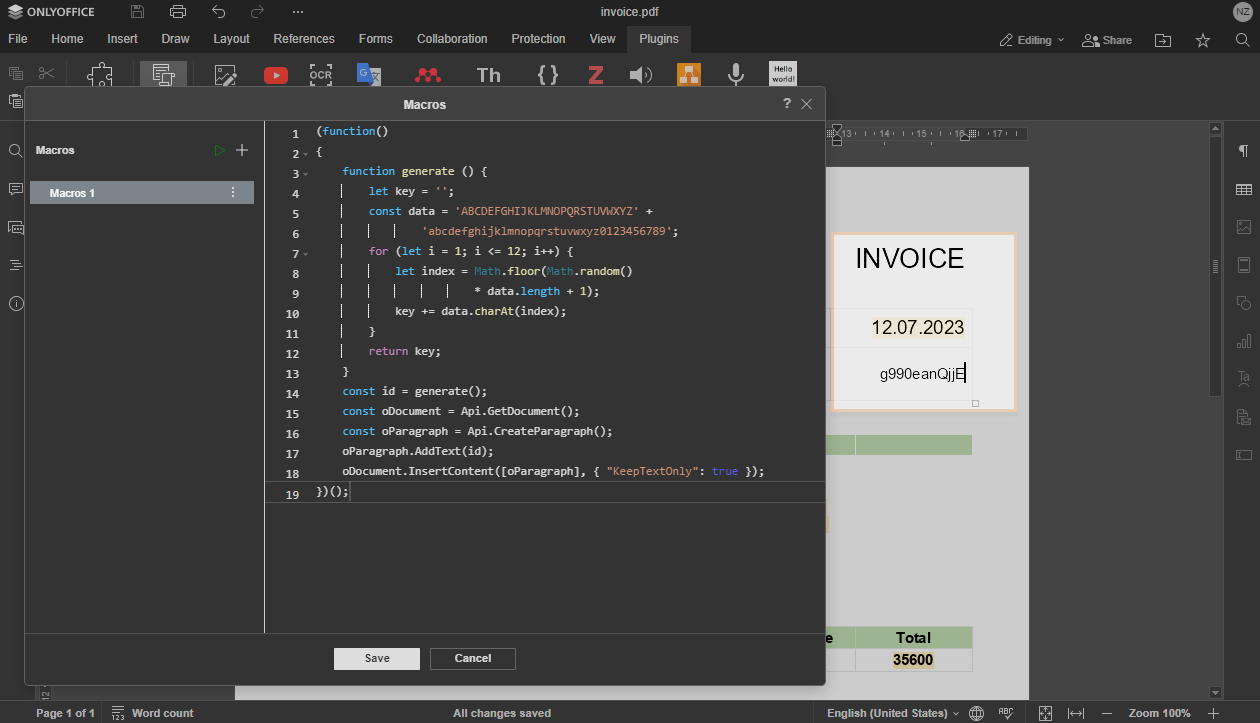 ONLYOFFICE
invoice.pdf
NZ
File Home Insert Draw Layout References Forms Collaboration Protection View Plugins
Editing Share
OCR G Th {} Z Hello world!
Macros
?
Macros
Macros 1
1 (function()
2 {
3 function generate () {
4 let key = '';
5 const data = 'ABCDEFGHIJKLMNOPQRSTUVWXYZ' +
6 'abcdefghijklmnopqrstuvwxyz0123456789';
7 for (let i = 1; i <= 12; i++) {
8 let index = Math.floor(Math.random()
9 * data.length + 1);
10 key += data.charAt(index);
11 }
12 return key;
13 }
14 const id = generate();
15 const oDocument = Api.GetDocument();
16 const oParagraph = Api.CreateParagraph();
17 oParagraph.AddText(id);
18 oDocument.InsertContent([oParagraph], { "KeepTextOnly": true });
19 })();
Save Cancel
13 14 15 16 17
INVOICE
12.07.2023
g990eanQjjE
e Total
35600
12
Page 1 of 1 123 Word count All changes saved English (United States) ABC Zoom 100%